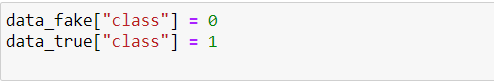 data_fake["class"] = 0
data_true["class"] = 1